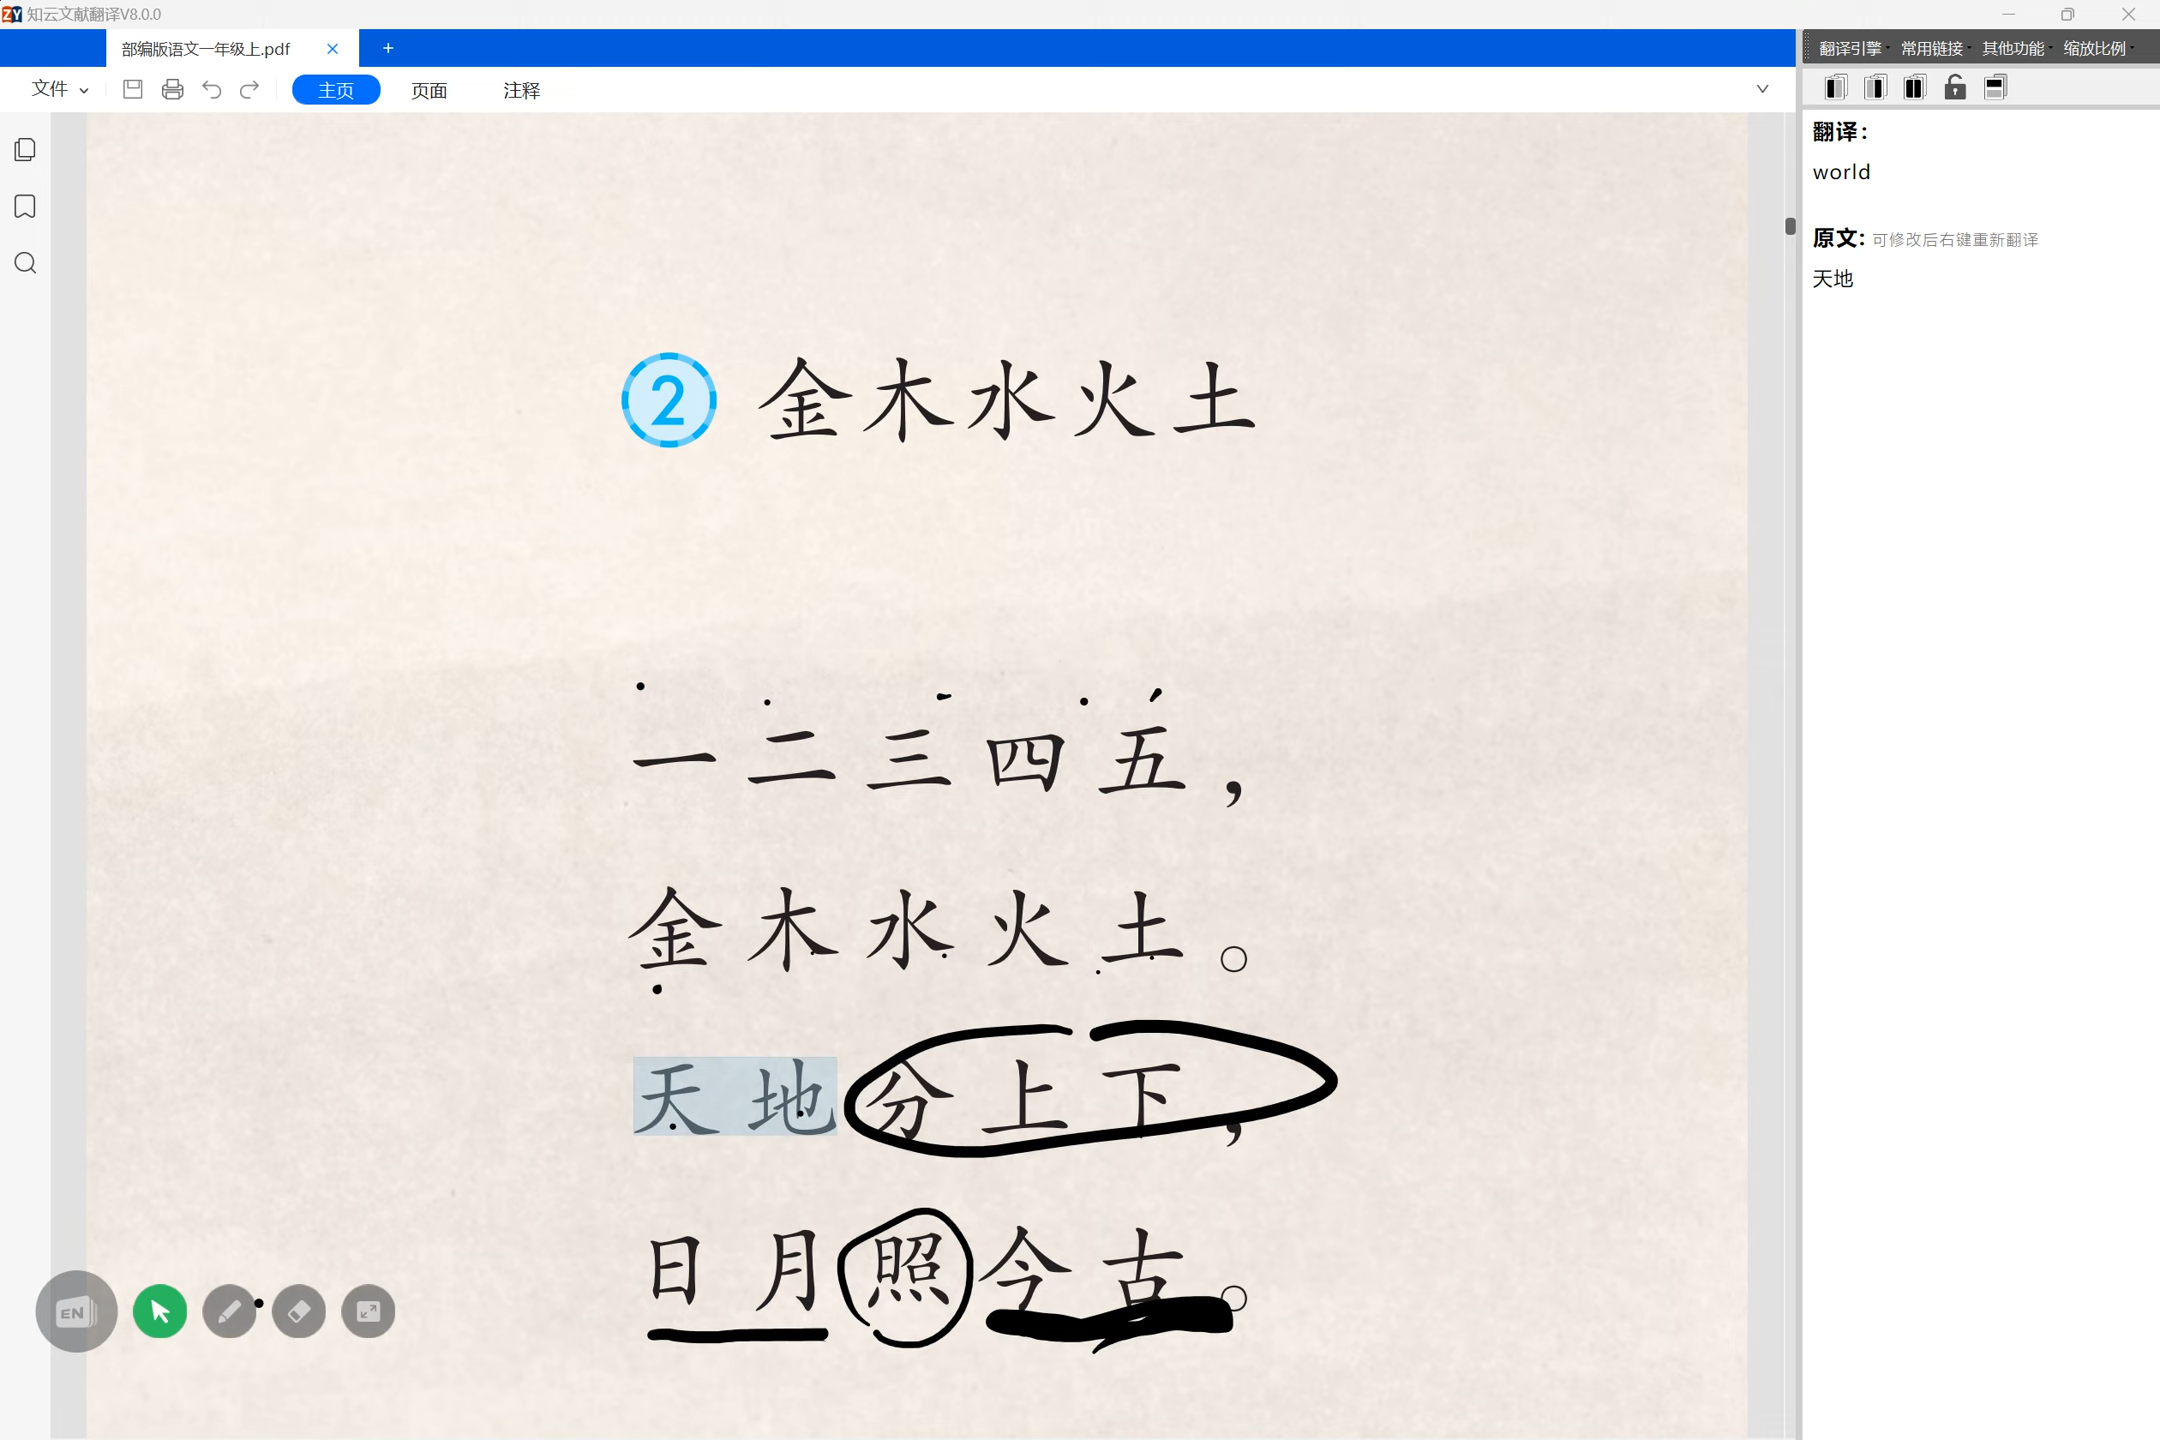 知云文献翻译V8.0.0
部编版语文一年级上.pdf
翻译引擎 常用链接 其他功能 缩放比例
文件 主页 页面 注释
翻译：
world
原文: 可修改后右键重新翻译
天地
2 金木水火土
一二三四五，
金木水火土。
天地分上下，
日月照今古。
EN